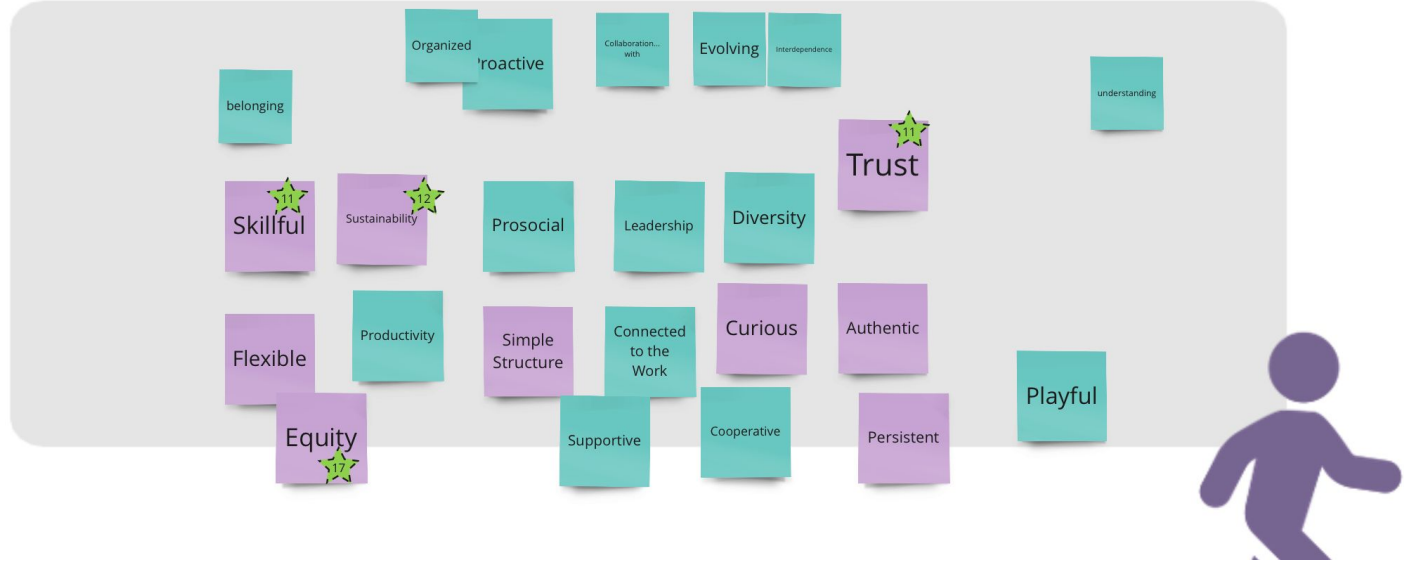 Organized
Proactive
Collaboration...
with
Evolving
Interdependence
understanding
belonging
Trust
11
Skillful
11
Sustainability
12
Prosocial
Leadership
Diversity
Flexible
Productivity
Simple
Structure
Connected
to the
Work
Curious
Authentic
Playful
Equity
17
Supportive
Cooperative
Persistent